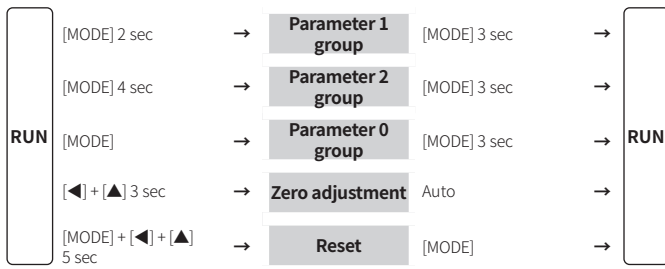 [MODE] 2 sec → Parameter 1 group [MODE] 3 sec →
[MODE] 4 sec → Parameter 2 group [MODE] 3 sec →
RUN [MODE] → Parameter 0 group [MODE] 3 sec → RUN
[◀] + [▲] 3 sec → Zero adjustment Auto →
[MODE] + [◀] + [▲] 5 sec → Reset [MODE] →